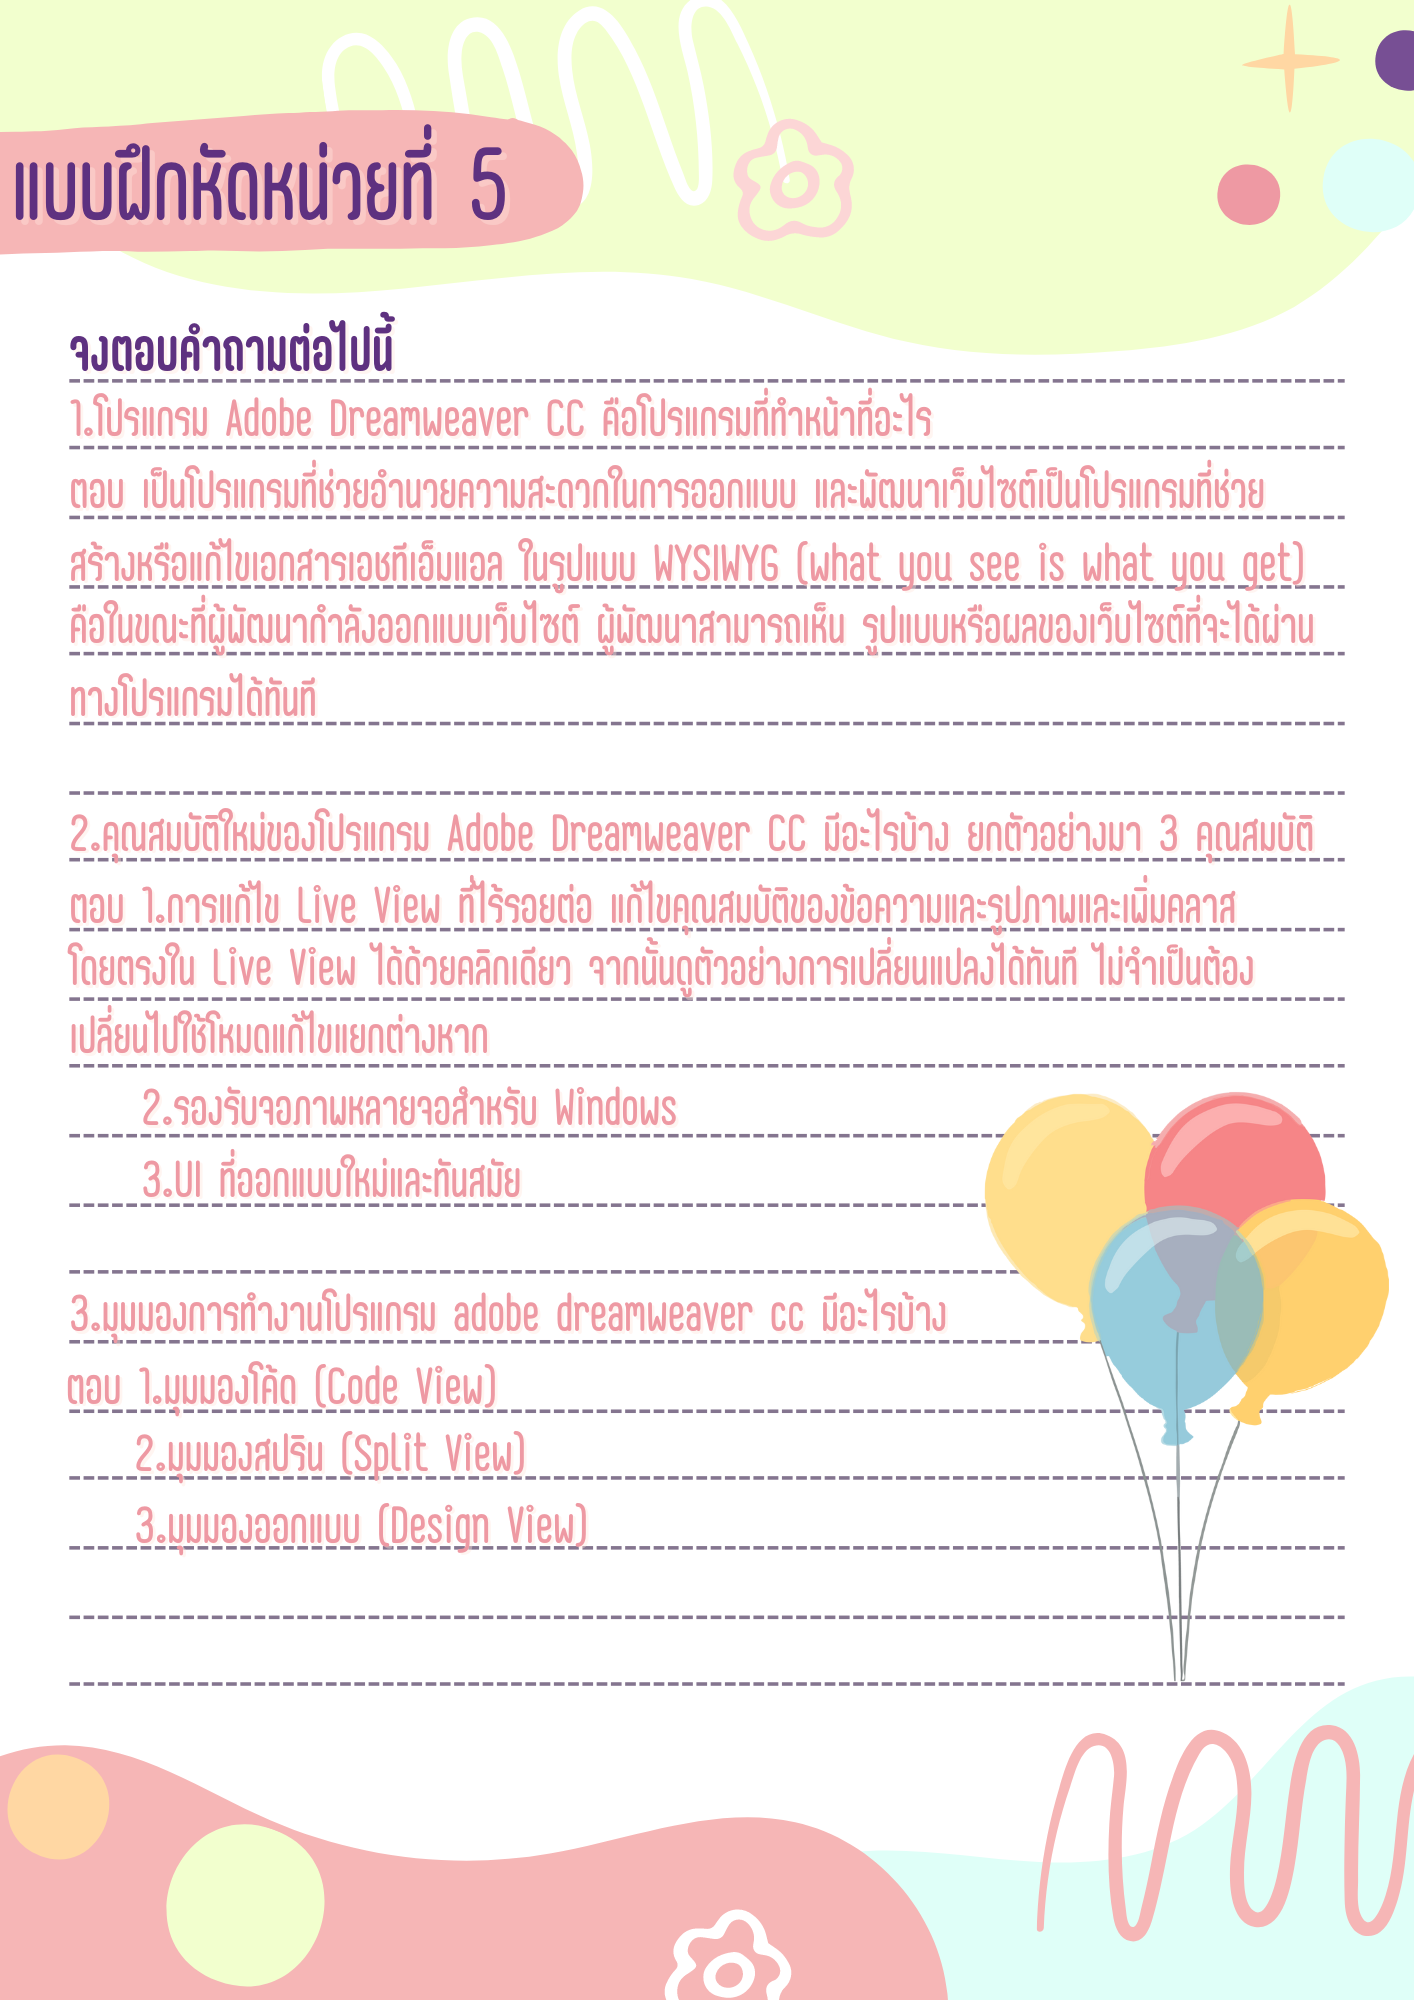 แบบฝึกหัดหน่วยที่ 5
จงตอบคำถามต่อไปนี้
1.โปรแกรม Adobe Dreamweaver CC คือโปรแกรมที่ทำหน้าที่อะไร
ตอบ เป็นโปรแกรมที่ช่วยอำนวยความสะดวกในการออกแบบ และพัฒนาเว็บไซต์เป็นโปรแกรมที่ช่วย
สร้างหรือแก้ไขเอกสารเอชทีเอ็มแอล ในรูปแบบ WYSIWYG (what you see is what you get)
คือในขณะที่ผู้พัฒนากำลังออกแบบเว็บไซต์ ผู้พัฒนาสามารถเห็น รูปแบบหรือผลของเว็บไซต์ที่จะได้ผ่าน
ทางโปรแกรมได้ทันที
2.คุณสมบัติใหม่ของโปรแกรม Adobe Dreamweaver CC มีอะไรบ้าง ยกตัวอย่างมา 3 คุณสมบัติ
ตอบ 1.การแก้ไข Live View ที่ไร้รอยต่อ แก้ไขคุณสมบัติของข้อความและรูปภาพและเพิ่มคลาส
โดยตรงใน Live View ได้ด้วยคลิกเดียว จากนั้นดูตัวอย่างการเปลี่ยนแปลงได้ทันที ไม่จำเป็นต้อง
เปลี่ยนไปใช้โหมดแก้ไขแยกต่างหาก
2.รองรับจอภาพหลายจอสำหรับ Windows
3.UI ที่ออกแบบใหม่และทันสมัย
3.มุมมองการทำงานโปรแกรม adobe dreamweaver cc มีอะไรบ้าง
ตอบ 1.มุมมองโค้ด (Code View)
2.มุมมองสปริน (Split View)
3.มุมมองออกแบบ (Design View)